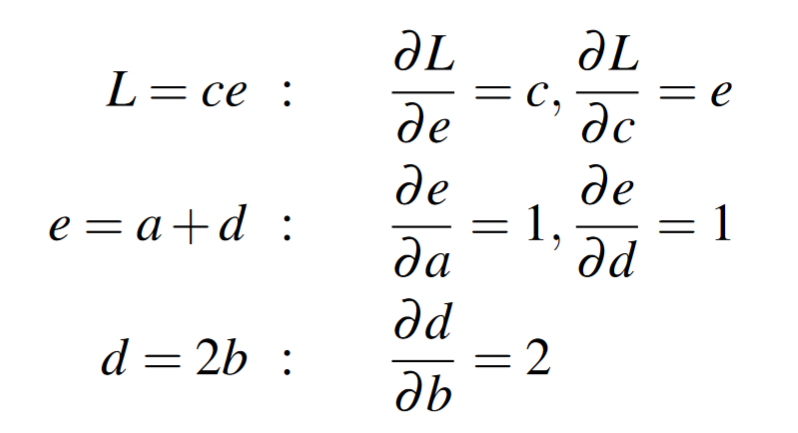 L = ce : ∂L/∂e = c, ∂L/∂c = e
e = a + d : ∂e/∂a = 1, ∂e/∂d = 1
d = 2b : ∂d/∂b = 2